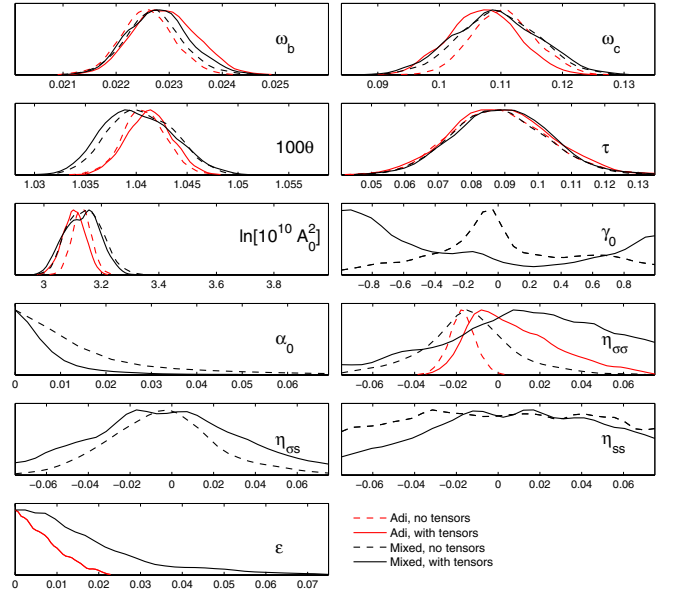 ω_b
0.021 0.022 0.023 0.024 0.025
ω_c
0.09 0.1 0.11 0.12 0.13
100θ
1.03 1.035 1.04 1.045 1.05 1.055
τ
0.05 0.06 0.07 0.08 0.09 0.1 0.11 0.12 0.13
ln[10^10 A_0^2]
3 3.2 3.4 3.6 3.8
γ_0
−0.8 −0.6 −0.4 −0.2 0 0.2 0.4 0.6 0.8
α_0
0 0.01 0.02 0.03 0.04 0.05 0.06
η_σσ
−0.06 −0.04 −0.02 0 0.02 0.04 0.06
η_σs
−0.06 −0.04 −0.02 0 0.02 0.04 0.06
η_ss
−0.06 −0.04 −0.02 0 0.02 0.04 0.06
ε
0 0.01 0.02 0.03 0.04 0.05 0.06 0.07
Adi, no tensors
Adi, with tensors
Mixed, no tensors
Mixed, with tensors